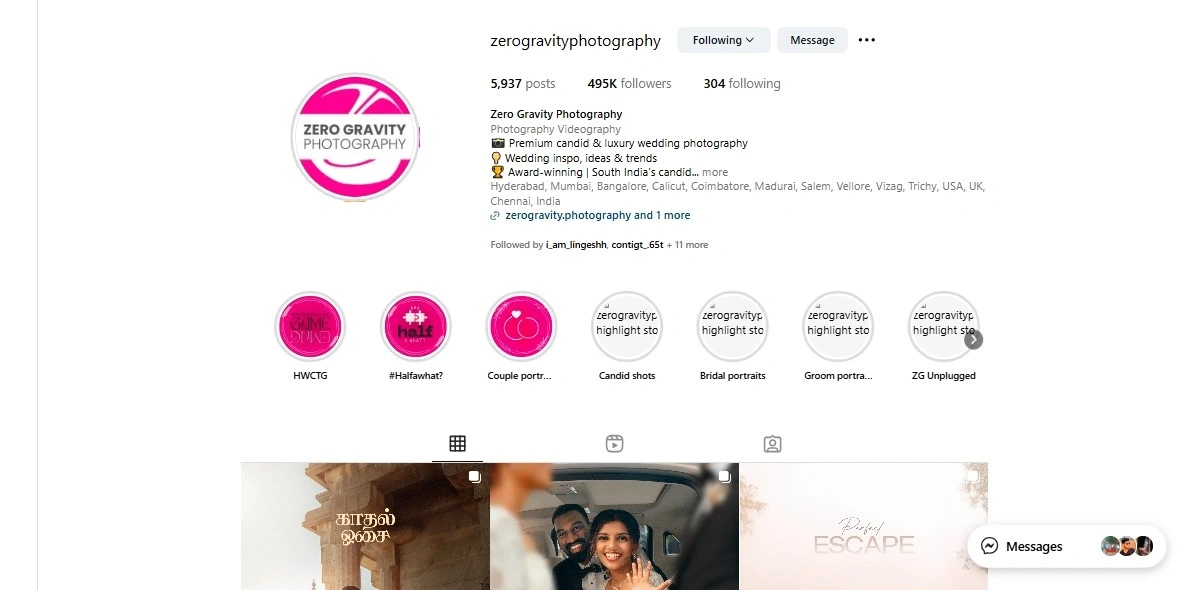 zerogravityphotography Following Message
5,937 posts 495K followers 304 following
Zero Gravity Photography
Photography Videography
📷 Premium candid & luxury wedding photography
💡 Wedding inspo, ideas & trends
🏆 Award-winning | South India's candid... more
Hyderabad, Mumbai, Bangalore, Calicut, Coimbatore, Madurai, Salem, Vellore, Vizag, Trichy, USA, UK,
Chennai, India
zerogravity.photography and 1 more
Followed by i_am_lingeshh, contigt_.65t + 11 more
ZERO GRAVITY
PHOTOGRAPHY
half
zerogravityp
highlight sto
zerogravityp
highlight sto
zerogravityp
highlight sto
zerogravityp
highlight sto
HWCTG #Halfawhat? Couple portr... Candid shots Bridal portraits Groom portra... ZG Unplugged
காதல்
ஓசை
Perfect
ESCAPE
Messages